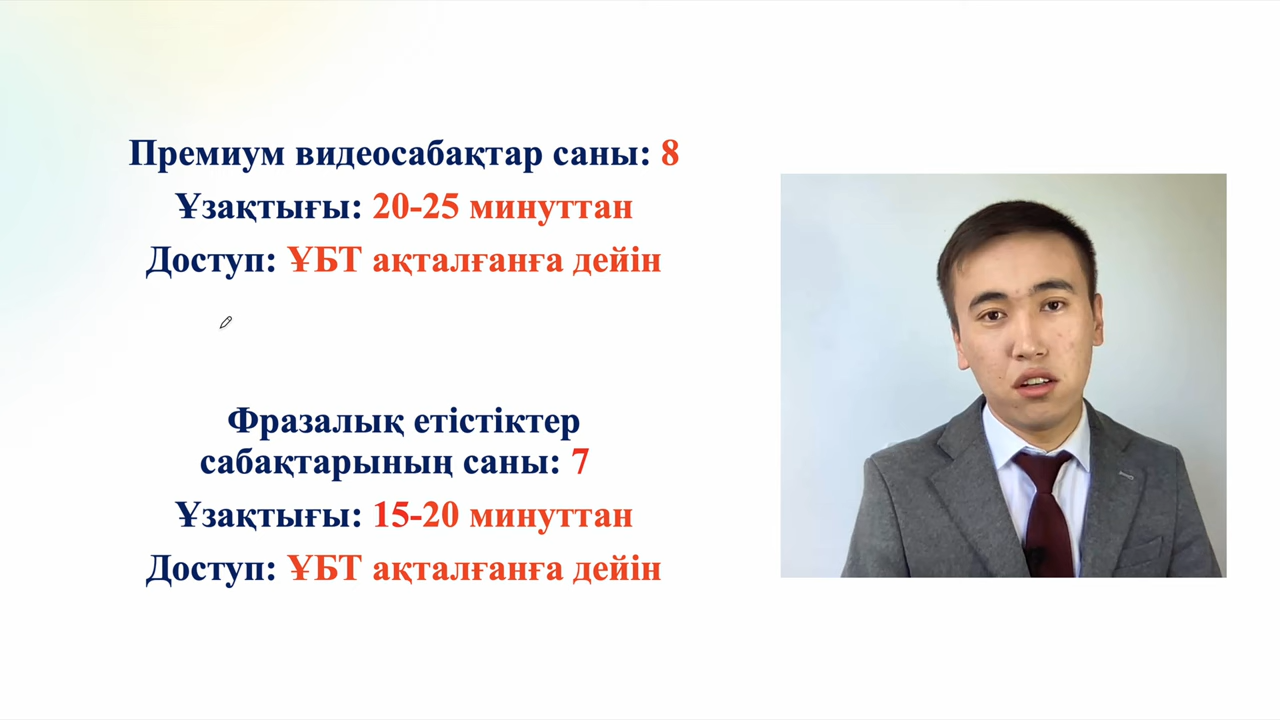 Премиум видеосабақтар саны: 8
Ұзақтығы: 20-25 минуттан
Доступ: ҰБТ ақталғанға дейін
Фразалық етістіктер
сабақтарының саны: 7
Ұзақтығы: 15-20 минуттан
Доступ: ҰБТ ақталғанға дейін